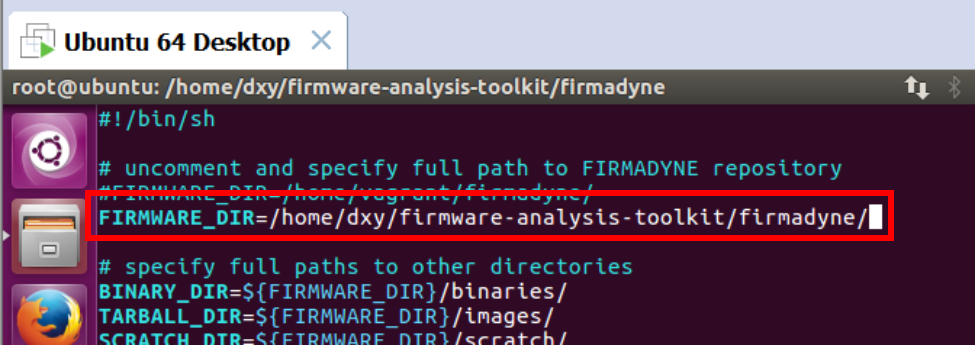 Ubuntu 64 Desktop
root@ubuntu: /home/dxy/firmware-analysis-toolkit/firmadyne
#!/bin/sh
# uncomment and specify full path to FIRMADYNE repository
#FIRMWARE_DIR=/home/vagrant/firmadyne/
FIRMWARE_DIR=/home/dxy/firmware-analysis-toolkit/firmadyne/
# specify full paths to other directories
BINARY_DIR=${FIRMWARE_DIR}/binaries/
TARBALL_DIR=${FIRMWARE_DIR}/images/
SCRATCH_DIR=${FIRMWARE_DIR}/scratch/